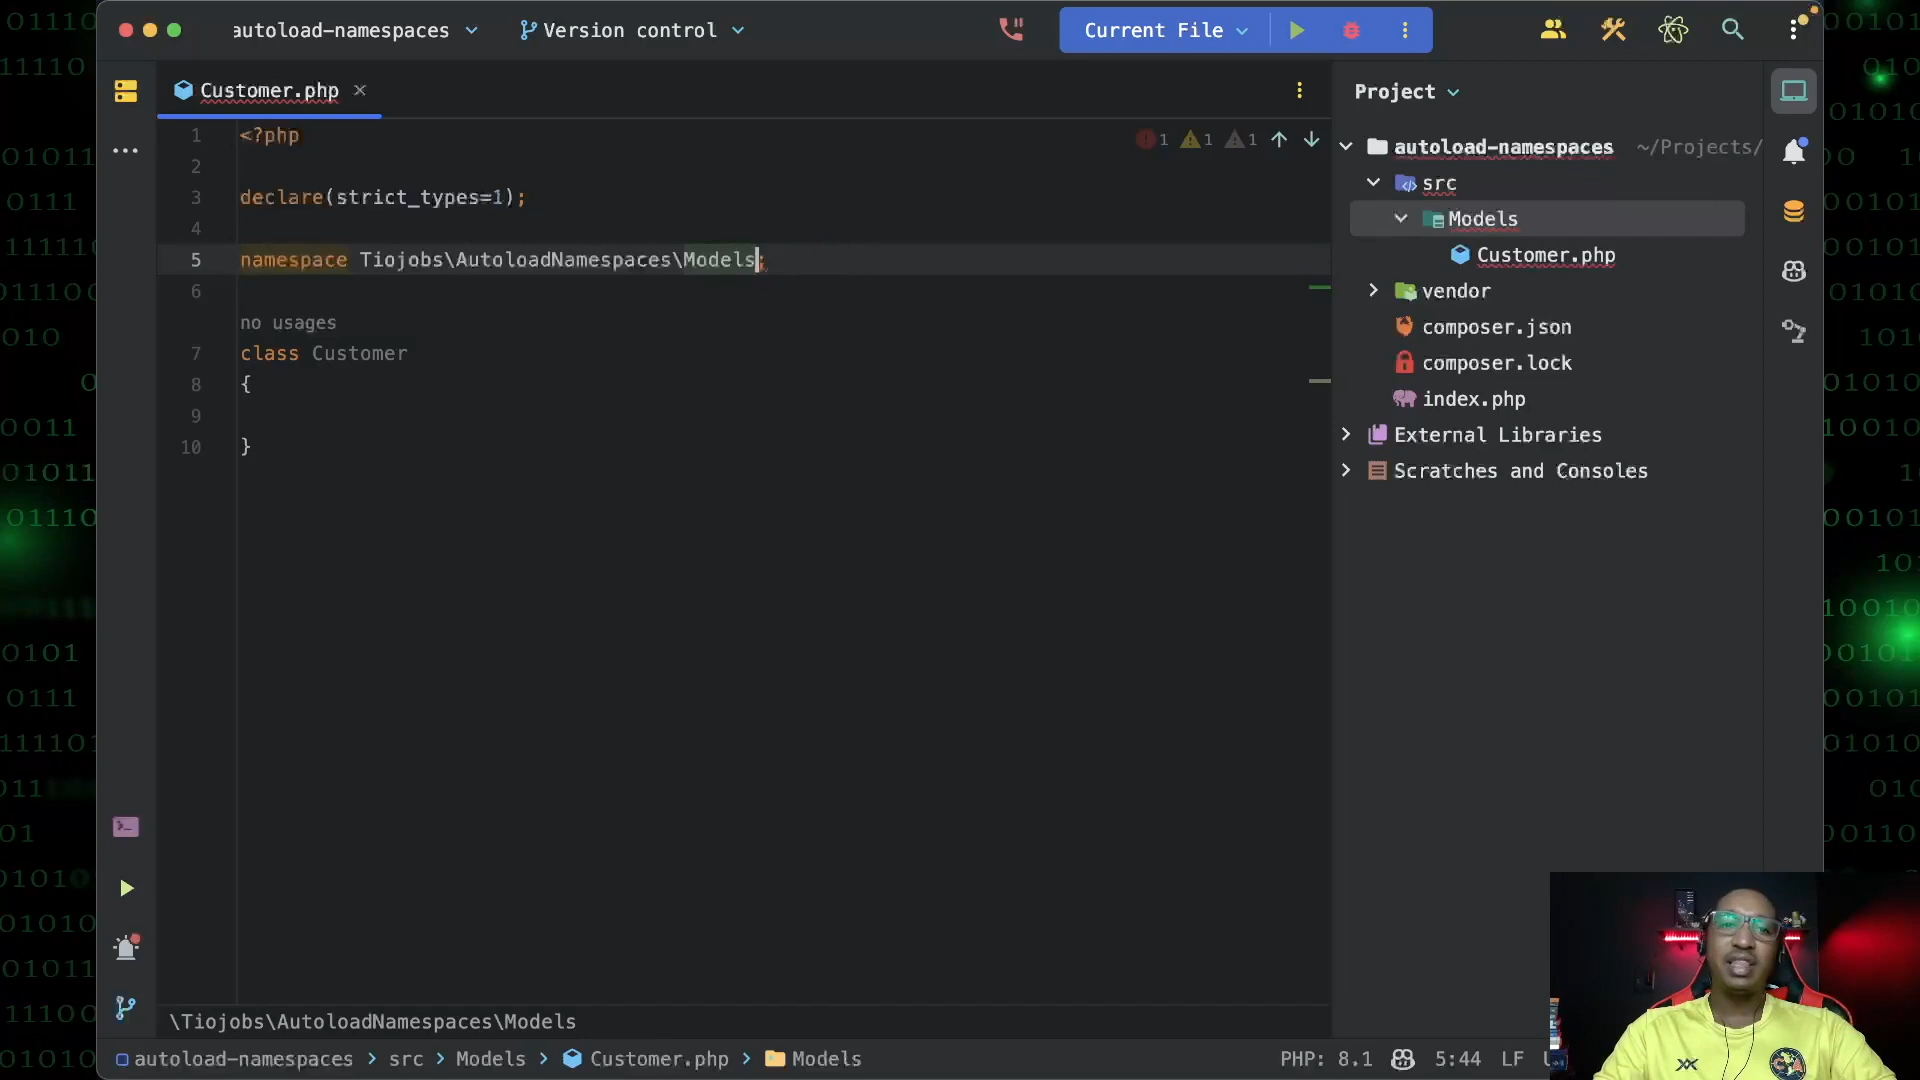 autoload-namespaces
Version control
Current File
Customer.php
Project
1 <?php
1 1 1
2
3 declare(strict_types=1);
4
5 namespace Tiojobs\AutoloadNamespaces\Models;
6
no usages
7 class Customer
8 {
9
10 }
autoload-namespaces ~/Projects/
src
Models
Customer.php
vendor
composer.json
composer.lock
index.php
External Libraries
Scratches and Consoles
\Tiojobs\AutoloadNamespaces\Models
autoload-namespaces > src > Models > Customer.php > Models
PHP: 8.1 5:44 LF